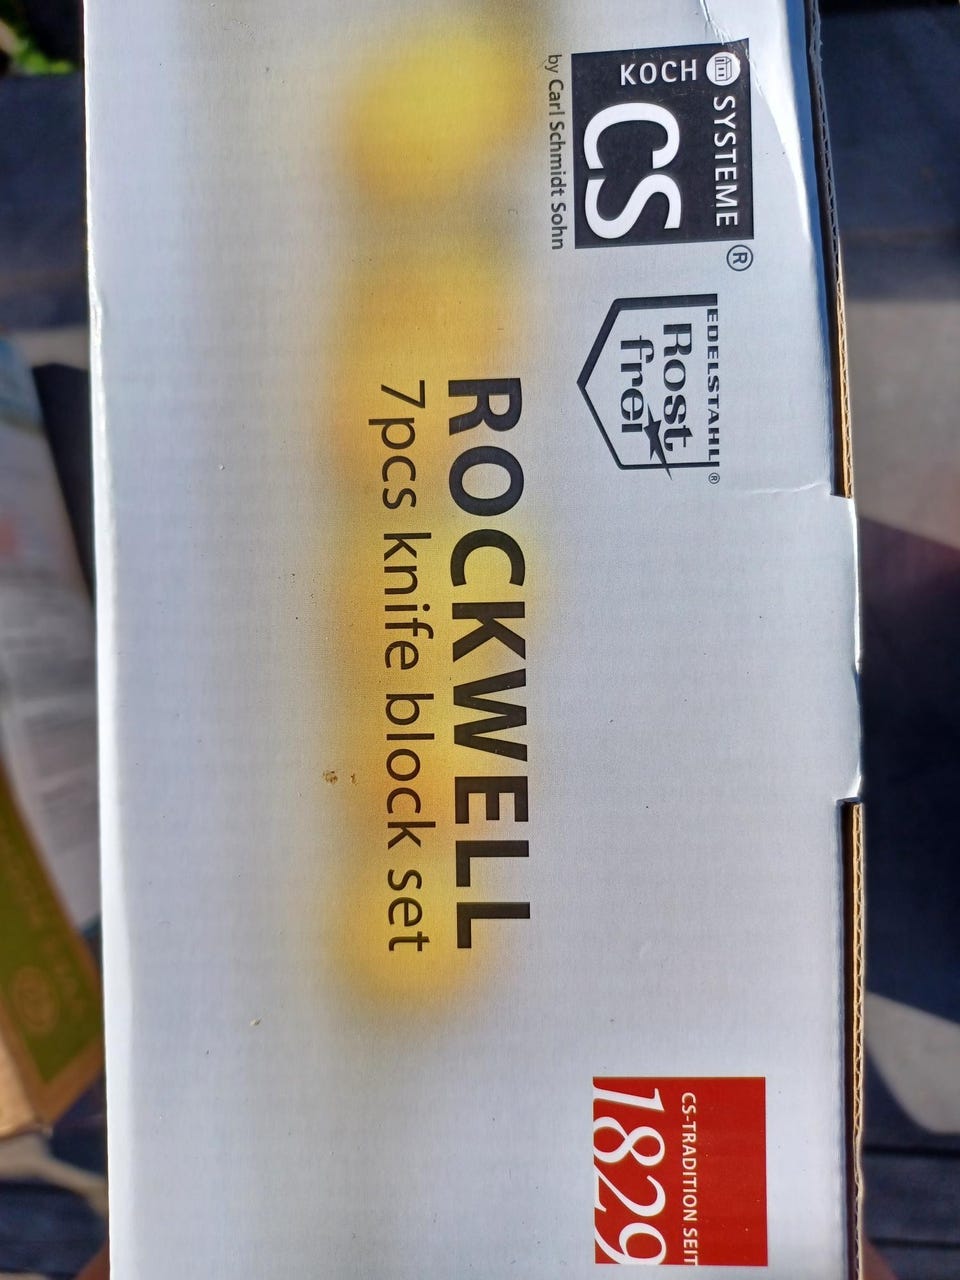 KOCH SYSTEME
CS ®
by Carl Schmidt Sohn
EDELSTAHL ®
Rost
frei
ROCKWELL
7pcs knife block set
CS-TRADITION SEIT
1829